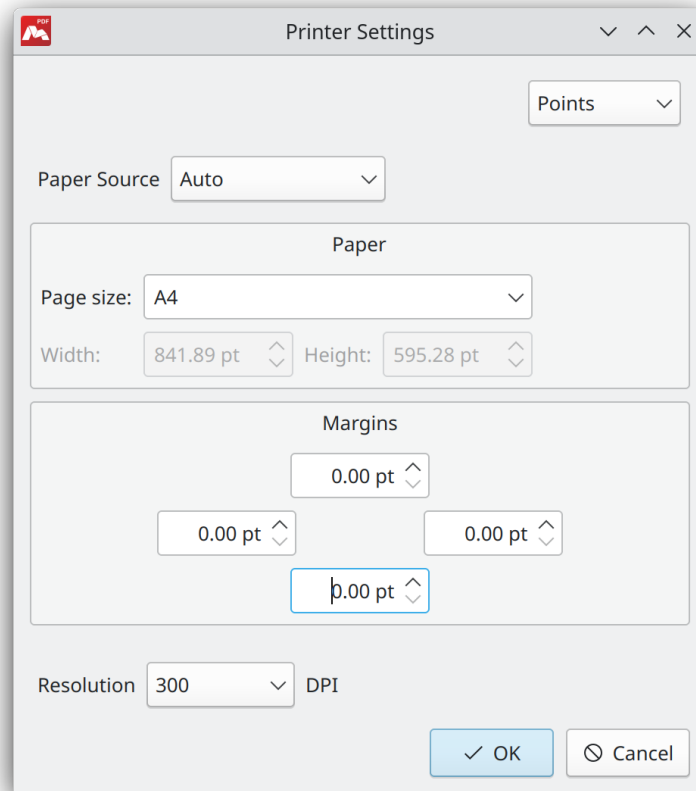 PDF
Printer Settings
Points
Paper Source Auto
Paper
Page size: A4
Width: 841.89 pt Height: 595.28 pt
Margins
0.00 pt
0.00 pt 0.00 pt
0.00 pt
Resolution 300 DPI
OK Cancel